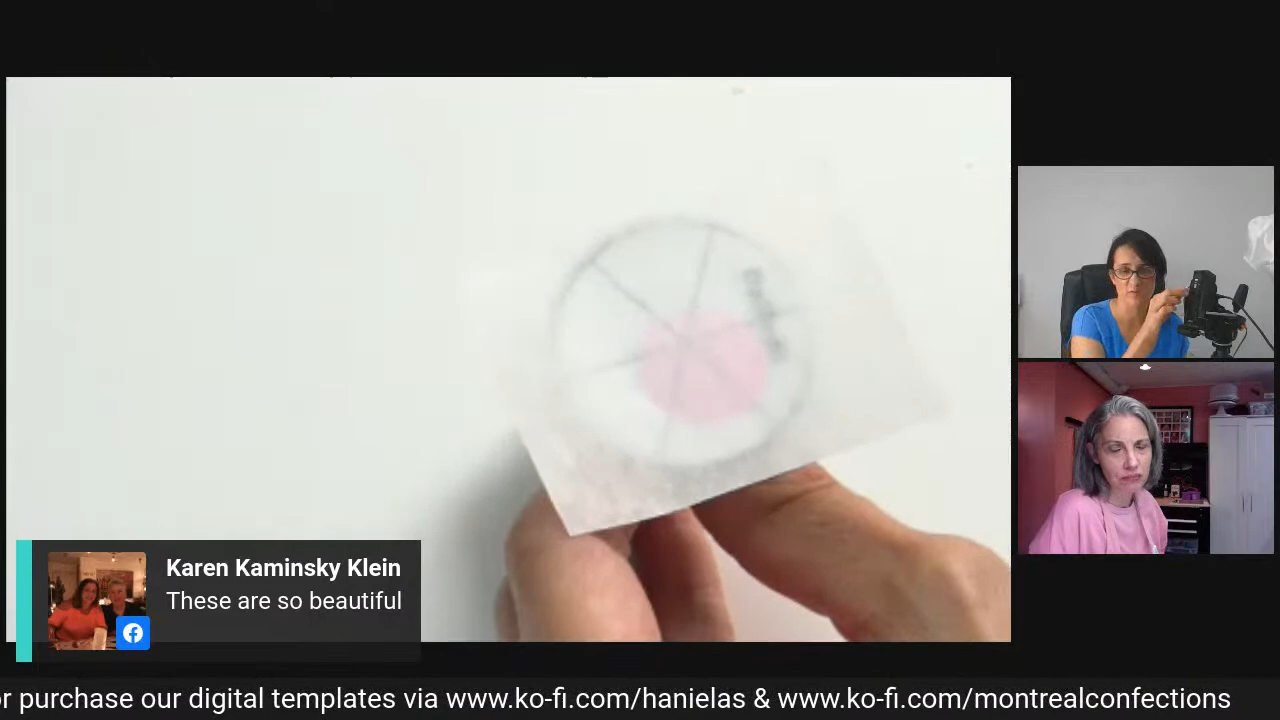 Karen Kaminsky Klein
These are so beautiful
r purchase our digital templates via www.ko-fi.com/hanielas & www.ko-fi.com/montrealconfections